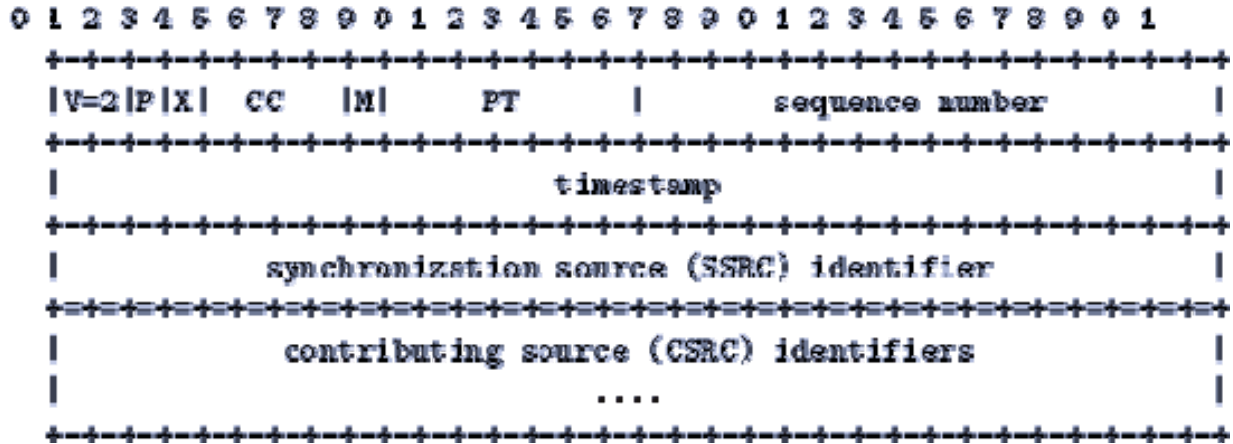 0 1 2 3 4 5 6 7 8 9 0 1 2 3 4 5 6 7 8 9 0 1 2 3 4 5 6 7 8 9 0 1
+-+-+-+-+-+-+-+-+-+-+-+-+-+-+-+-+-+-+-+-+-+-+-+-+-+-+-+-+-+-+-+-+
|V=2|P|X| CC |M| PT | sequence number |
+-+-+-+-+-+-+-+-+-+-+-+-+-+-+-+-+-+-+-+-+-+-+-+-+-+-+-+-+-+-+-+-+
| timestamp |
+-+-+-+-+-+-+-+-+-+-+-+-+-+-+-+-+-+-+-+-+-+-+-+-+-+-+-+-+-+-+-+-+
| synchronizstion source (SSRC) identifier |
+=+=+=+=+=+=+=+=+=+=+=+=+=+=+=+=+=+=+=+=+=+=+=+=+=+=+=+=+=+=+=+=+
| contributing source (CSRC) identifiers |
| .... |
+-+-+-+-+-+-+-+-+-+-+-+-+-+-+-+-+-+-+-+-+-+-+-+-+-+-+-+-+-+-+-+-+